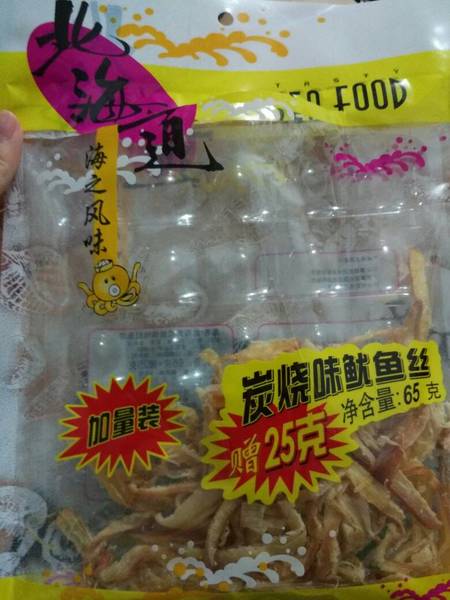 北海道
TASTY
FOOD
海之风味
炭烧味鱿鱼丝
净含量:65克
加量装
赠25克